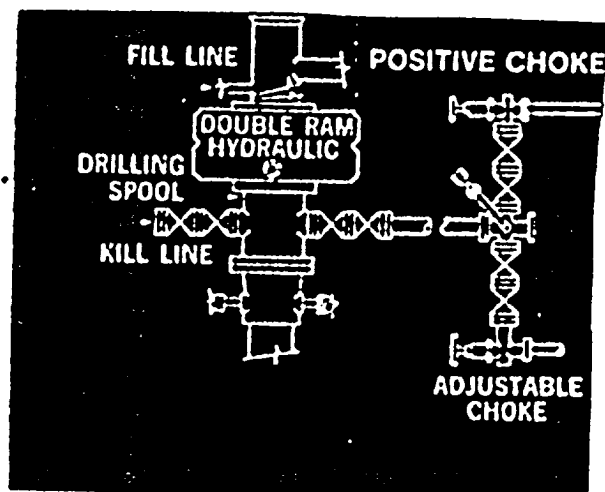 FILL LINE
POSITIVE CHOKE
DOUBLE RAM
HYDRAULIC
DRILLING
SPOOL
KILL LINE
ADJUSTABLE
CHOKE